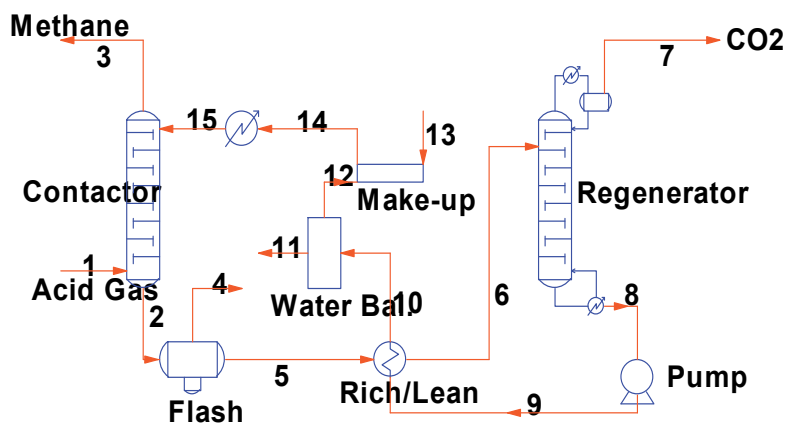 Methane
3
7
CO2
15
14
13
12
Contactor
Make-up
Regenerator
1
Acid Gas
11
4
Water Bal.
10
6
2
8
5
Rich/Lean
Pump
Flash
9